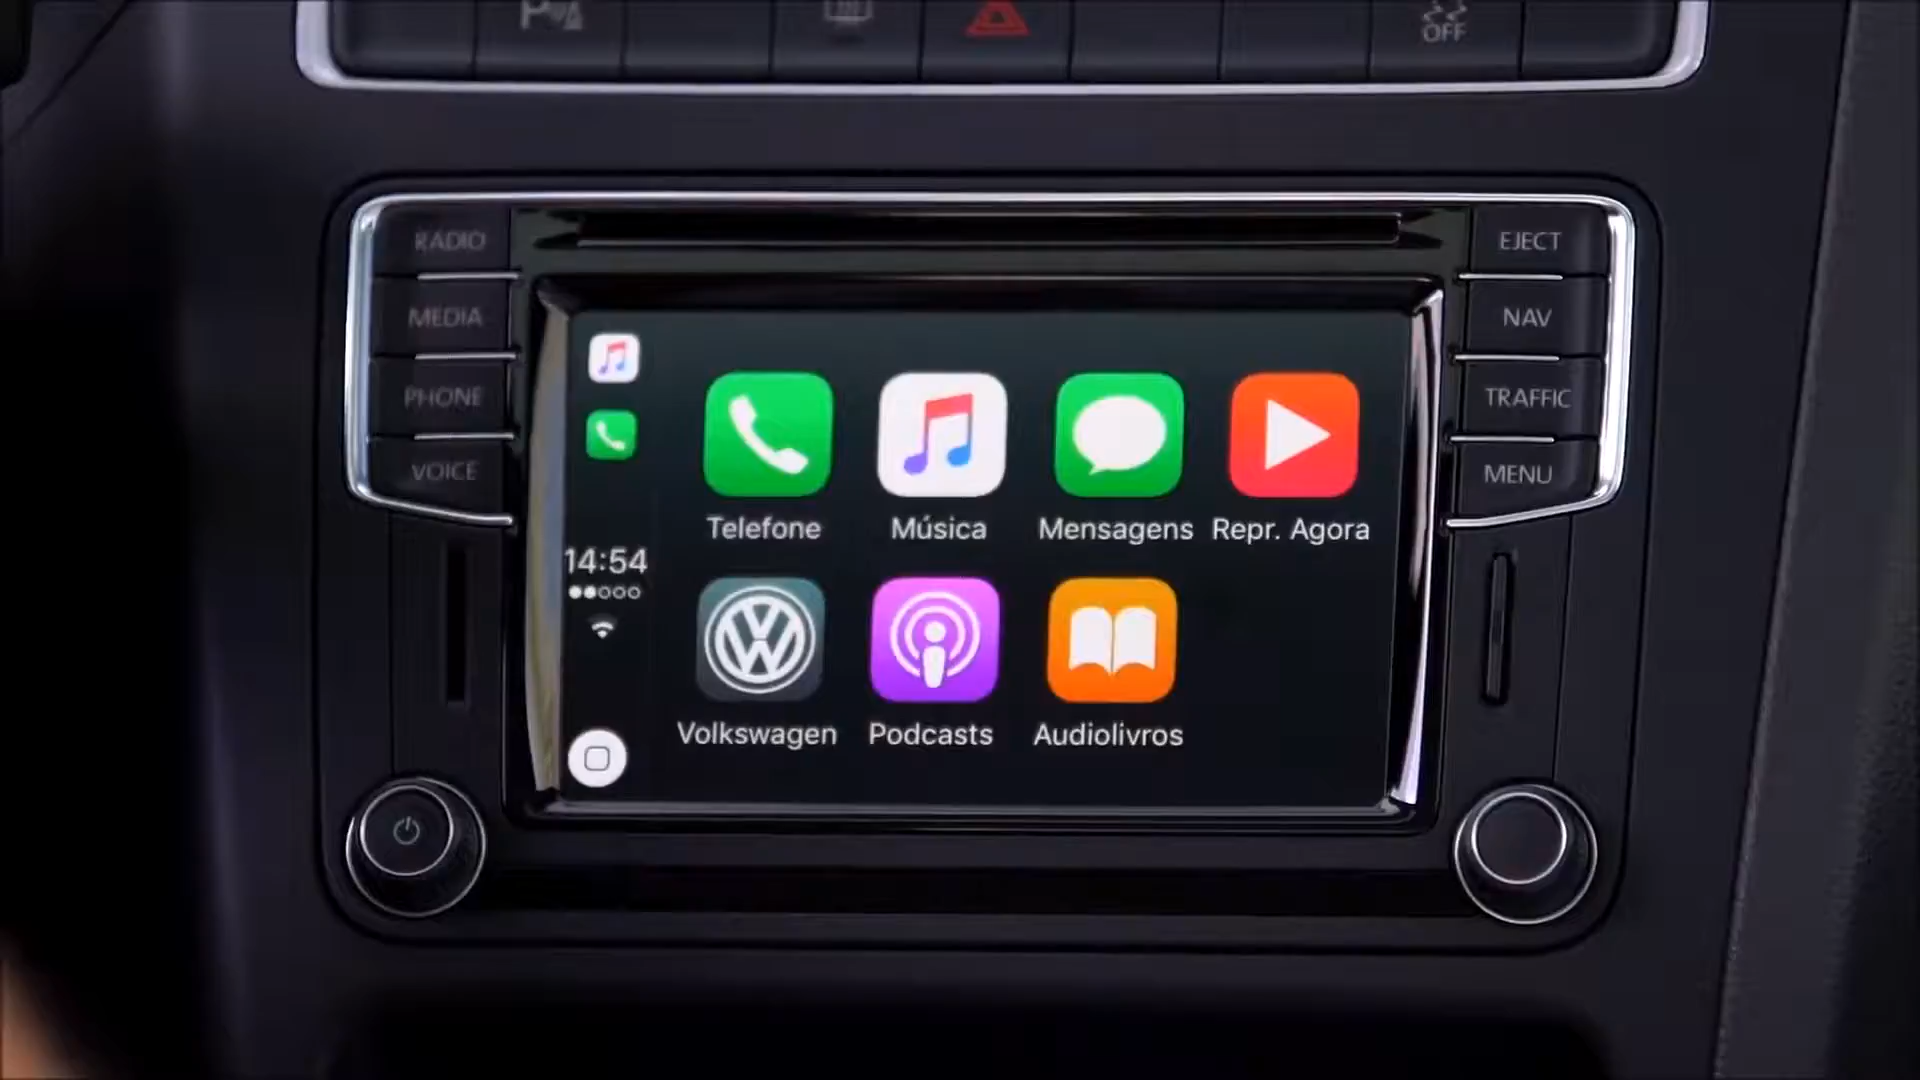 P
OFF
RADIO
EJECT
MEDIA
NAV
PHONE
TRAFFIC
VOICE
MENU
Telefone
Música
Mensagens
Repr. Agora
14:54
Volkswagen
Podcasts
Audiolivros